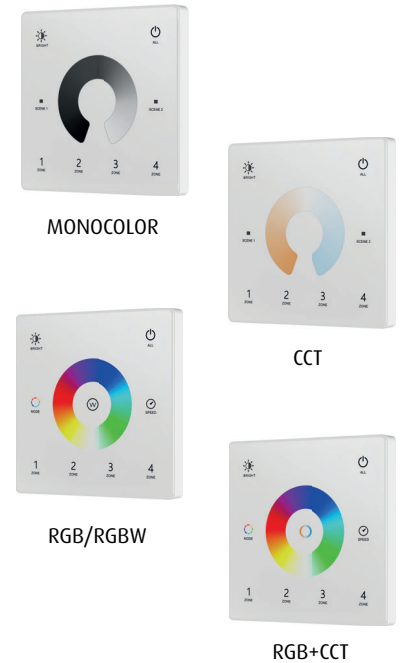 BRIGHT ALL
SCENE 1 SCENE 2
1 2 3 4
ZONE ZONE ZONE ZONE
MONOCOLOR
BRIGHT ALL
SCENE 1 SCENE 2
1 2 3 4
ZONE ZONE ZONE ZONE
CCT
BRIGHT ALL
MODE W SPEED
1 2 3 4
ZONE ZONE ZONE ZONE
RGB/RGBW
BRIGHT ALL
MODE SPEED
1 2 3 4
ZONE ZONE ZONE ZONE
RGB+CCT